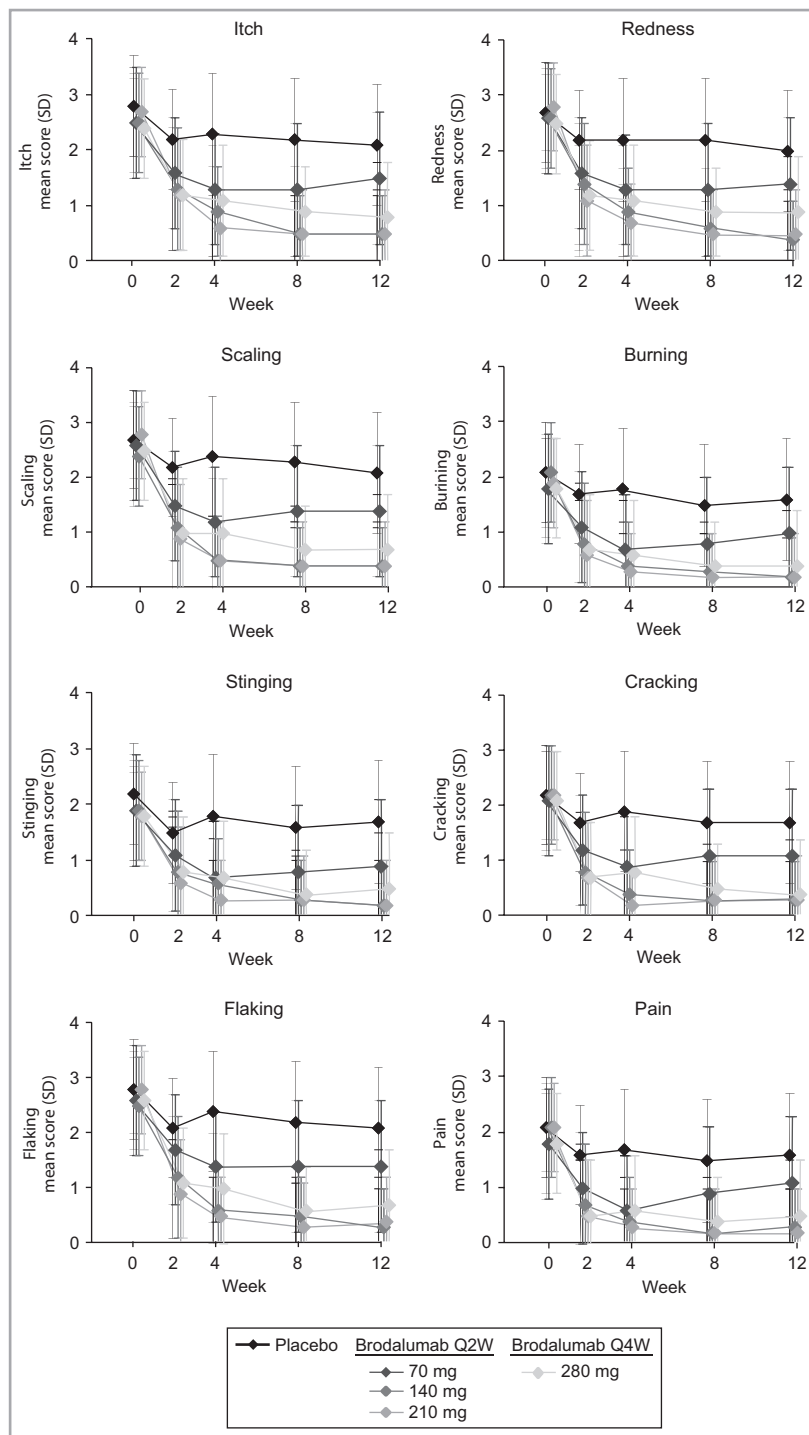 Itch
Itch
mean score (SD)
4
3
2
1
0
0 2 4 8 12
Week
Redness
Redness
mean score (SD)
4
3
2
1
0
0 2 4 8 12
Week
Scaling
Scaling
mean score (SD)
4
3
2
1
0
0 2 4 8 12
Week
Burning
Burining
mean score (SD)
4
3
2
1
0
0 2 4 8 12
Week
Stinging
Stinging
mean score (SD)
4
3
2
1
0
0 2 4 8 12
Week
Cracking
Cracking
mean score (SD)
4
3
2
1
0
0 2 4 8 12
Week
Flaking
Flaking
mean score (SD)
4
3
2
1
0
0 2 4 8 12
Week
Pain
Pain
mean score (SD)
4
3
2
1
0
0 2 4 8 12
Week
Placebo Brodalumab Q2W Brodalumab Q4W
70 mg 280 mg
140 mg
210 mg